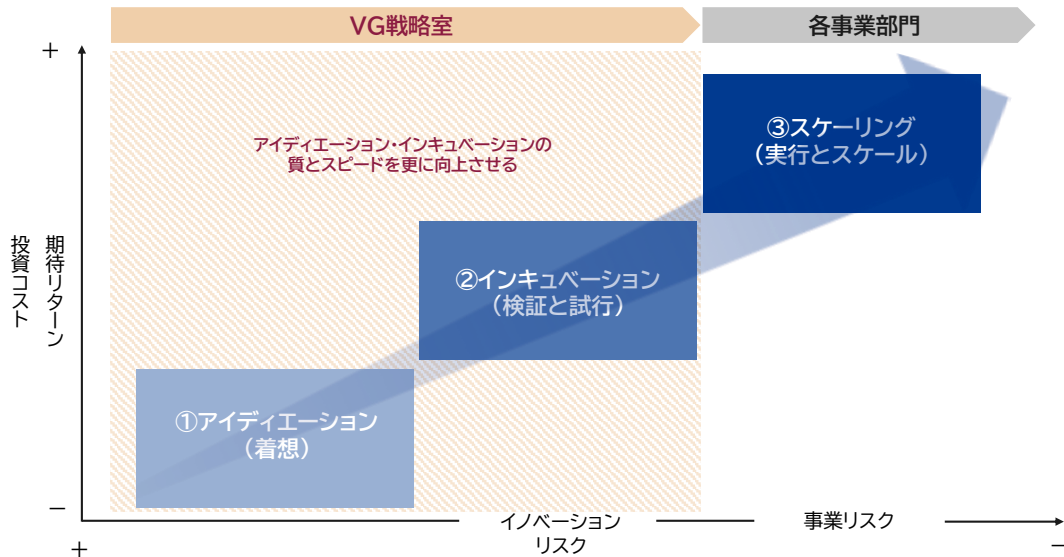 VG戦略室
各事業部門
+
アイディエーション・インキュベーションの
質とスピードを更に向上させる
③スケーリング
（実行とスケール）
②インキュベーション
（検証と試行）
①アイディエーション
（着想）
期待リターン
投資コスト
−
+
イノベーション
リスク
事業リスク
−